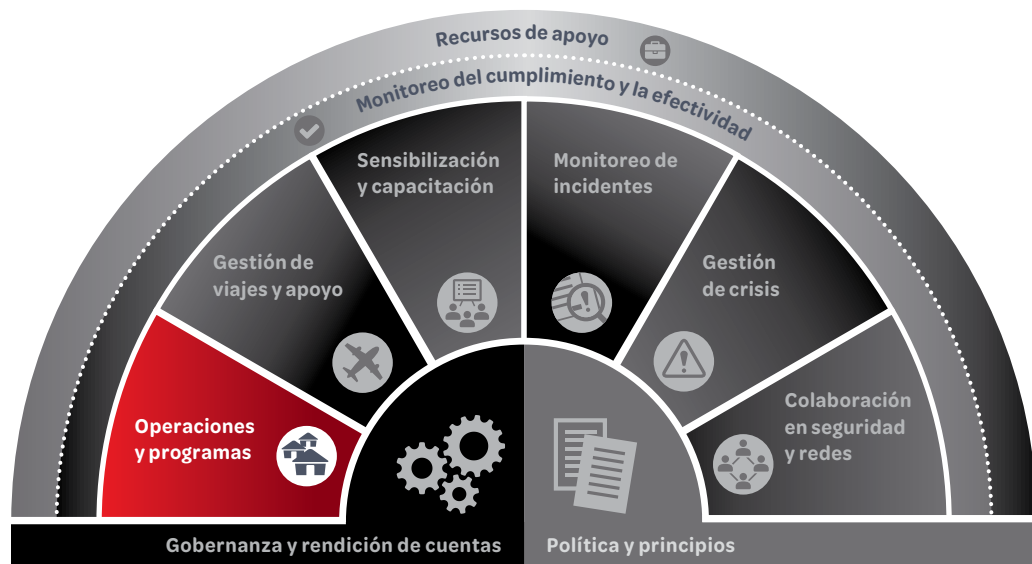 Recursos de apoyo
Monitoreo del cumplimiento y la efectividad
Sensibilización
y capacitación
Monitoreo de
incidentes
Gestión de
viajes y apoyo
Gestión
de crisis
Operaciones
y programas
Colaboración
en seguridad
y redes
Gobernanza y rendición de cuentas
Política y principios